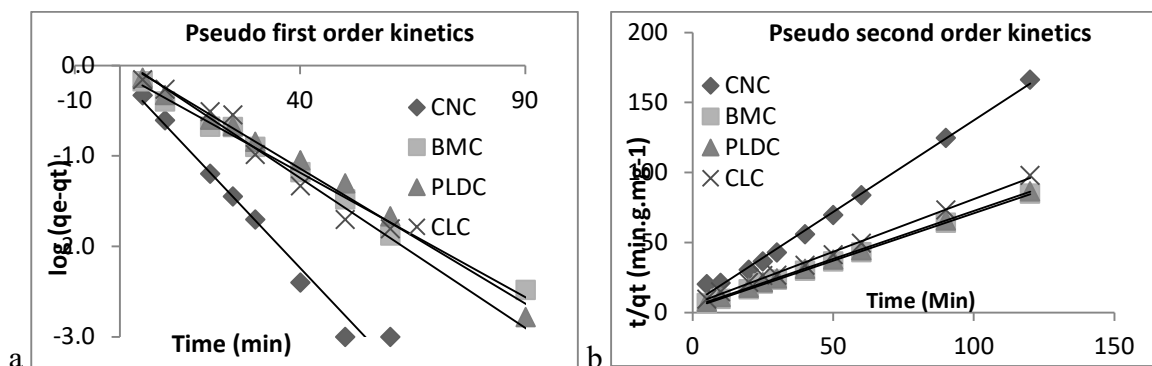 Pseudo first order kinetics
0.0
-10
40
90
CNC
BMC
PLDC
CLC
-1.0
-2.0
-3.0
log (qe-qt)
Time (min)
a
Pseudo second order kinetics
200
150
100
50
0
CNC
BMC
PLDC
CLC
t/qt (min.g.mg-1)
Time (Min)
0
50
100
150
b